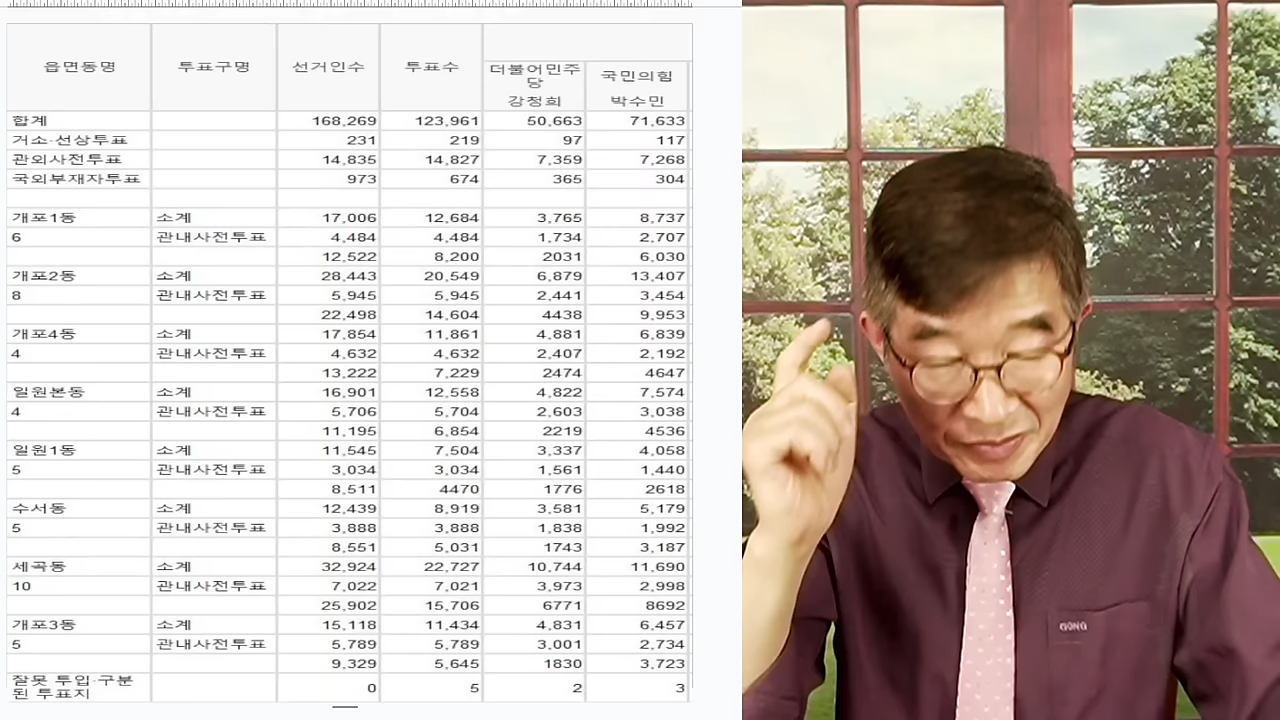 읍면동명 투표구명 선거인수 투표수 더불어민주당 강청희 국민의힘 박수민
합계 168,269 123,961 50,663 71,633
거소·선상투표 231 219 97 117
관외사전투표 14,835 14,827 7,359 7,268
국외부재자투표 973 674 365 304
개포1동 소계 17,006 12,684 3,765 8,737
6 관내사전투표 4,484 4,484 1,734 2,707
12,522 8,200 2031 6,030
개포2동 소계 28,443 20,549 6,879 13,407
8 관내사전투표 5,945 5,945 2,441 3,454
22,498 14,604 4438 9,953
개포4동 소계 17,854 11,861 4,881 6,839
4 관내사전투표 4,632 4,632 2,407 2,192
13,222 7,229 2474 4647
일원본동 소계 16,901 12,558 4,822 7,574
4 관내사전투표 5,706 5,704 2,603 3,038
11,195 6,854 2219 4536
일원1동 소계 11,545 7,504 3,337 4,058
5 관내사전투표 3,034 3,034 1,561 1,440
8,511 4470 1776 2618
수서동 소계 12,439 8,919 3,581 5,179
5 관내사전투표 3,888 3,888 1,838 1,992
8,551 5,031 1743 3,187
세곡동 소계 32,924 22,727 10,744 11,690
10 관내사전투표 7,022 7,021 3,973 2,998
25,902 15,706 6771 8692
개포3동 소계 15,118 11,434 4,831 6,457
5 관내사전투표 5,789 5,789 3,001 2,734
9,329 5,645 1830 3,723
잘못 투입·구분
된 투표지 0 5 2 3
GONG